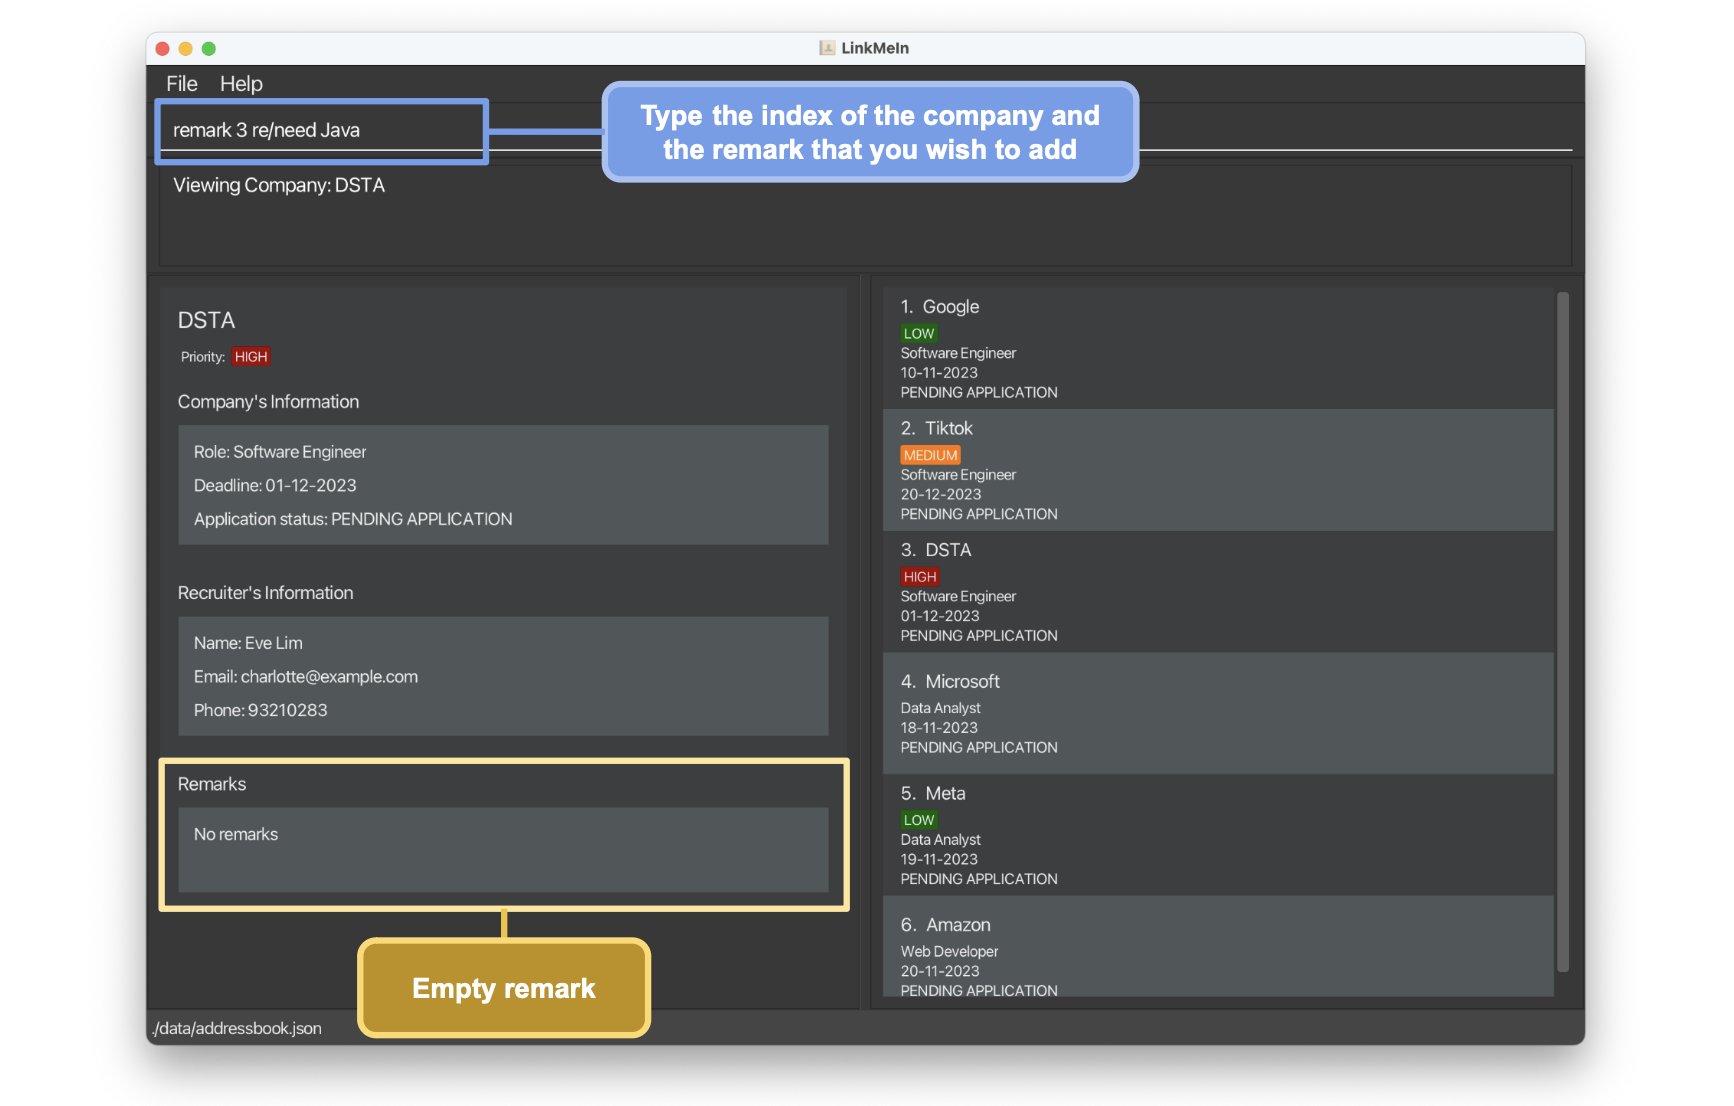 LinkMeIn
File Help
remark 3 re/need Java
Type the index of the company and
the remark that you wish to add
Viewing Company: DSTA
DSTA
Priority: HIGH
Company's Information
Role: Software Engineer
Deadline: 01-12-2023
Application status: PENDING APPLICATION
Recruiter's Information
Name: Eve Lim
Email: charlotte@example.com
Phone: 93210283
Remarks
No remarks
Empty remark
1. Google
LOW
Software Engineer
10-11-2023
PENDING APPLICATION
2. Tiktok
MEDIUM
Software Engineer
20-12-2023
PENDING APPLICATION
3. DSTA
HIGH
Software Engineer
01-12-2023
PENDING APPLICATION
4. Microsoft
Data Analyst
18-11-2023
PENDING APPLICATION
5. Meta
LOW
Data Analyst
19-11-2023
PENDING APPLICATION
6. Amazon
Web Developer
20-11-2023
PENDING APPLICATION
./data/addressbook.json